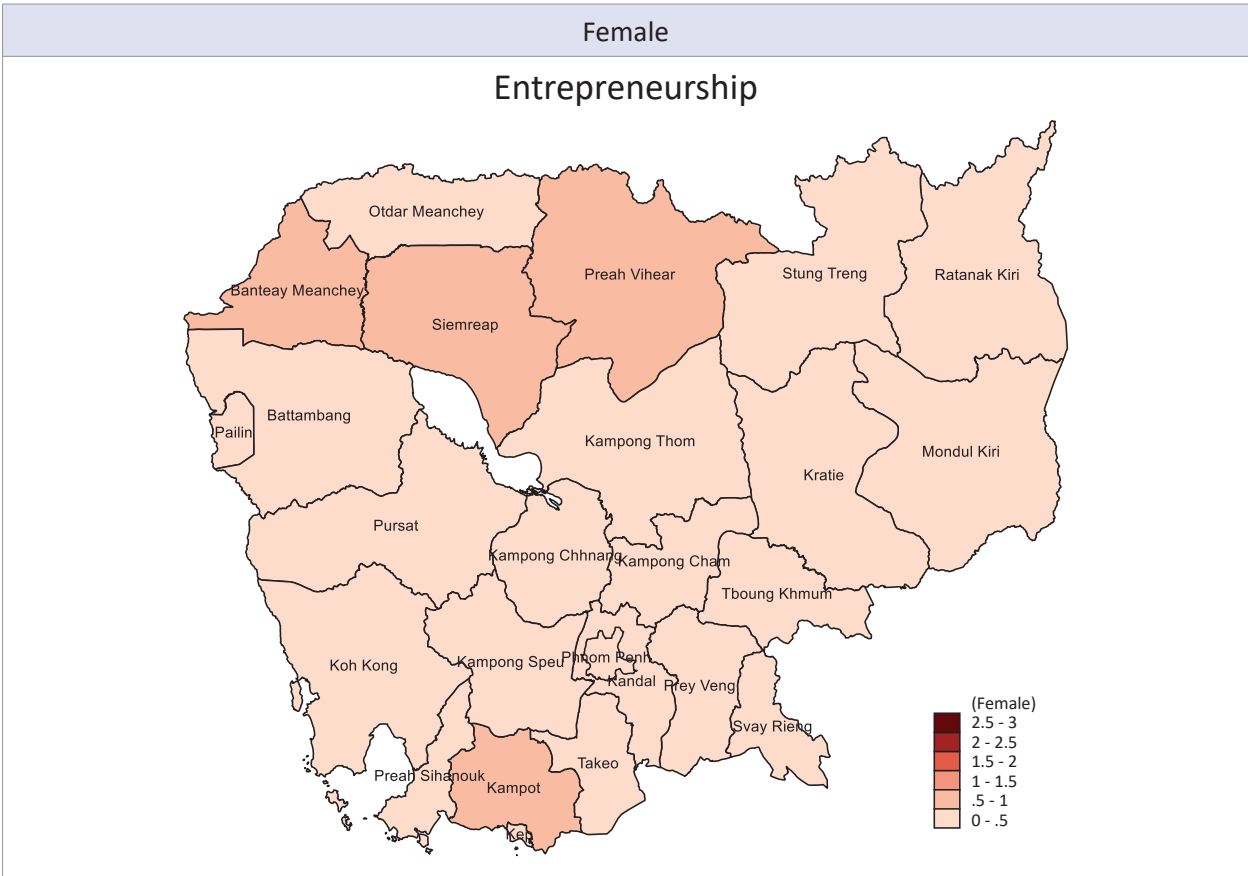 Female
Entrepreneurship
Otdar Meanchey
Preah Vihear
Stung Treng
Ratanak Kiri
Banteay Meanchey
Siemreap
Battambang
Pailin
Kampong Thom
Mondul Kiri
Kratie
Pursat
Kampong Chhnang
Kampong Cham
Tboung Khmum
Koh Kong
Kampong Speu
Phnom Penh
Kandal
Prey Veng
Svay Rieng
Takeo
Preah Sihanouk
Kampot
Kep
(Female)
2.5 - 3
2 - 2.5
1.5 - 2
1 - 1.5
.5 - 1
0 - .5